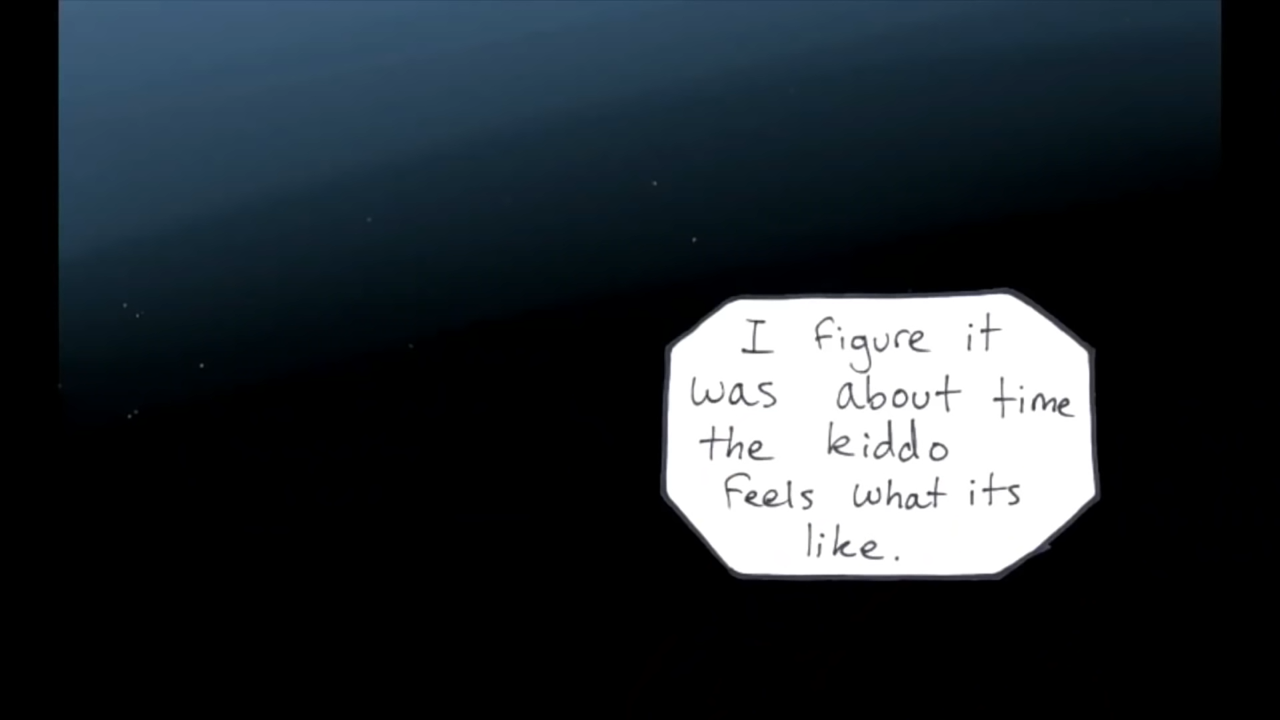 I figure it
was about time
the kiddo
feels what its
like.